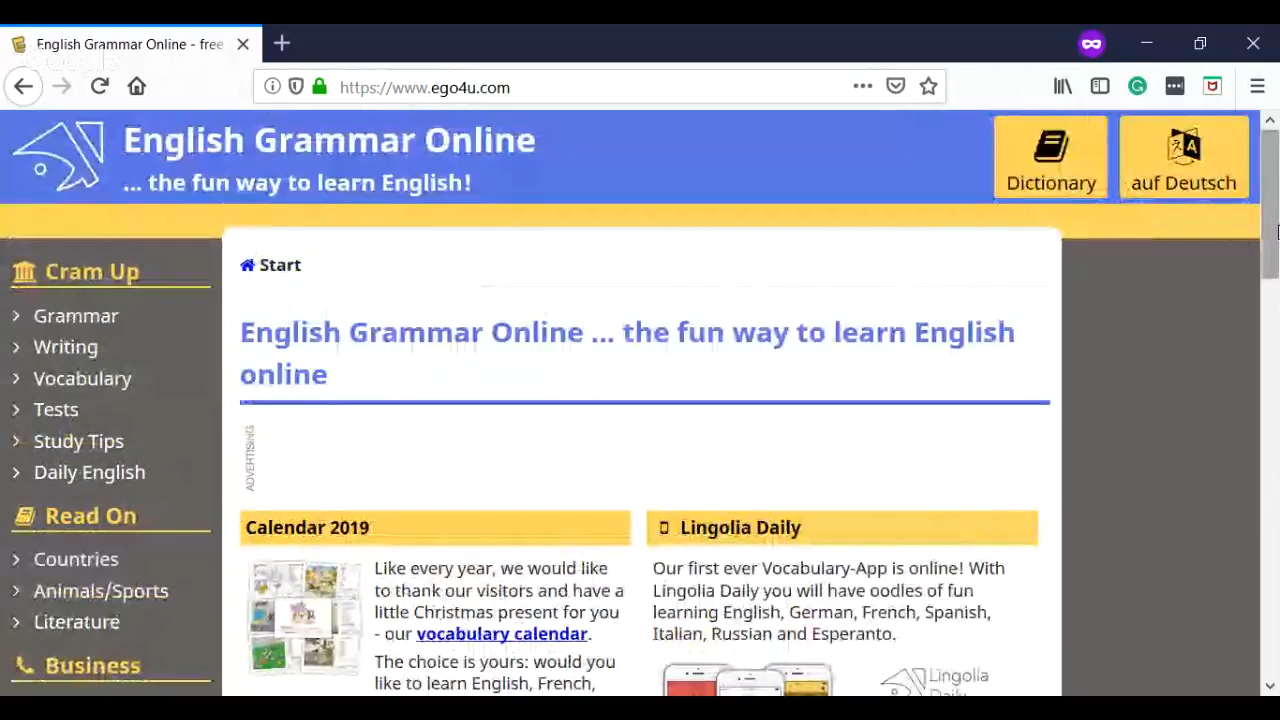 English Grammar Online - free
https://www.ego4u.com
English Grammar Online
... the fun way to learn English!
Dictionary
auf Deutsch
Cram Up
Grammar
Writing
Vocabulary
Tests
Study Tips
Daily English
Read On
Countries
Animals/Sports
Literature
Business
Start
English Grammar Online ... the fun way to learn English
online
ADVERTISING
Calendar 2019
Like every year, we would like
to thank our visitors and have a
little Christmas present for you
- our vocabulary calendar.
The choice is yours: would you
like to learn English, French,
Lingolia Daily
Our first ever Vocabulary-App is online! With
Lingolia Daily you will have oodles of fun
learning English, German, French, Spanish,
Italian, Russian and Esperanto.
Lingolia
Daily